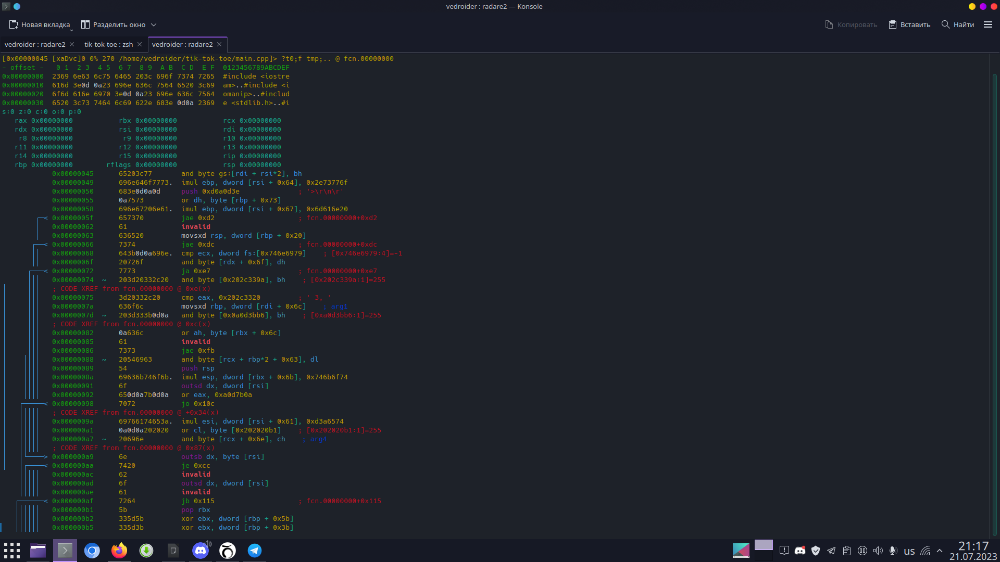 vedroider : radare2 — Konsole
Новая вкладка Разделить окно Копировать Вставить Найти
vedroider : radare2 tik-tok-toe : zsh vedroider : radare2
[0x00000045 [xaDvc]0 0% 270 /home/vedroider/tik-tok-toe/main.cpp]> ?t0;f tmp;.. @ fcn.00000000
- offset -   0 1  2 3  4 5  6 7  8 9  A B  C D  E F  0123456789ABCDEF
0x00000000  2369 6e63 6c75 6465 203c 696f 7374 7265  #include <iostre
0x00000010  616d 3e0d 0a23 696e 636c 7564 6520 3c69  am>..#include <i
0x00000020  6f6d 616e 6970 3e0d 0a23 696e 636c 7564  omanip>..#includ
0x00000030  6520 3c73 7464 6c69 622e 683e 0d0a 2369  e <stdlib.h>..#i
s:0 z:0 c:0 o:0 p:0
rax 0x00000000 rbx 0x00000000 rcx 0x00000000
rdx 0x00000000 rsi 0x00000000 rdi 0x00000000
r8 0x00000000 r9 0x00000000 r10 0x00000000
r11 0x00000000 r12 0x00000000 r13 0x00000000
r14 0x00000000 r15 0x00000000 rip 0x00000000
rbp 0x00000000 rflags 0x00000000 rsp 0x00000000
0x00000045 65203c77 and byte gs:[rdi + rsi*2], bh
0x00000049 696e646f7773. imul ebp, dword [rsi + 0x64], 0x2e73776f
0x00000050 683e0d0a0d push 0xd0a0d3e ; '>\r\n\r'
0x00000055 0a7573 or dh, byte [rbp + 0x73]
0x00000058 696e67206e61. imul ebp, dword [rsi + 0x67], 0x6d616e20
0x0000005f 657370 jae 0xd2 ; fcn.00000000+0xd2
0x00000062 61 invalid
0x00000063 636520 movsxd rsp, dword [rbp + 0x20]
0x00000066 7374 jae 0xdc ; fcn.00000000+0xdc
0x00000068 643b0d0a696e. cmp ecx, dword fs:[0x746e6979] ; [0x746e6979:4]=-1
0x0000006f 20726f and byte [rdx + 0x6f], dh
0x00000072 7773 ja 0xe7 ; fcn.00000000+0xe7
0x00000074 ~ 203d20332c20 and byte [0x202c339a], bh ; [0x202c339a:1]=255
; CODE XREF from fcn.00000000 @ 0xe(x)
0x00000075 3d20332c20 cmp eax, 0x202c3320 ; ' 3, '
0x0000007a 636f6c movsxd rbp, dword [rdi + 0x6c] ; arg1
0x0000007d ~ 203d333b0d0a and byte [0x0a0d3bb6], bh ; [0xa0d3bb6:1]=255
; CODE XREF from fcn.00000000 @ 0xc(x)
0x00000082 0a636c or ah, byte [rbx + 0x6c]
0x00000085 61 invalid
0x00000086 7373 jae 0xfb
0x00000088 ~ 20546963 and byte [rcx + rbp*2 + 0x63], dl
0x00000089 54 push rsp
0x0000008a 69636b746f6b. imul esp, dword [rbx + 0x6b], 0x746b6f74
0x00000091 6f outsd dx, dword [rsi]
0x00000092 650d0a7b0d0a or eax, 0xa0d7b0a
0x00000098 7072 jo 0x10c
; CODE XREF from fcn.00000000 @ +0x34(x)
0x0000009a 69766174653a. imul esi, dword [rsi + 0x61], 0xd3a6574
0x000000a1 0a0d0a202020 or cl, byte [0x202020b1] ; [0x202020b1:1]=255
0x000000a7 ~ 20696e and byte [rcx + 0x6e], ch ; arg4
; CODE XREF from fcn.00000000 @ 0x87(x)
0x000000a9 6e outsb dx, byte [rsi]
0x000000aa 7420 je 0xcc
0x000000ac 62 invalid
0x000000ad 6f outsd dx, dword [rsi]
0x000000ae 61 invalid
0x000000af 7264 jb 0x115 ; fcn.00000000+0x115
0x000000b1 5b pop rbx
0x000000b2 335d5b xor ebx, dword [rbp + 0x5b]
0x000000b5 335d3b xor ebx, dword [rbp + 0x3b]
us
21:17
21.07.2023